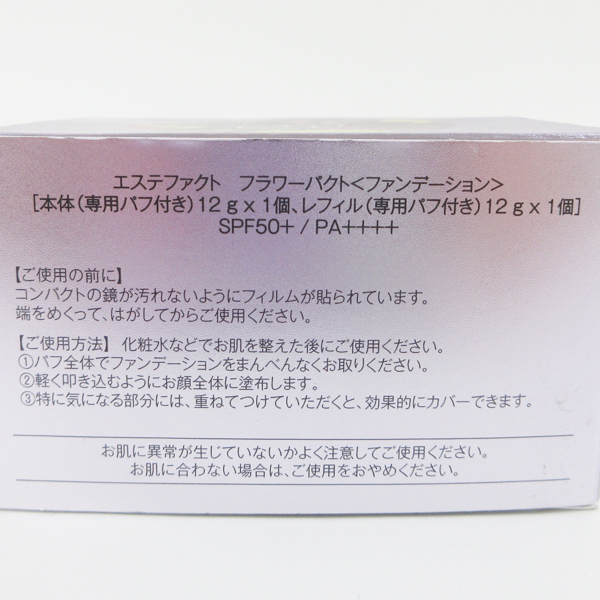 エステファクト　フラワーパクト<ファンデーション>
[本体(専用パフ付き)12g x 1個、レフィル(専用パフ付き)12g x 1個]
SPF50+ / PA++++
【ご使用の前に】
コンパクトの鏡が汚れないようにフィルムが貼られています。
端をめくって、はがしてからご使用ください。
【ご使用方法】 化粧水などでお肌を整えた後にご使用ください。
①パフ全体でファンデーションをまんべんなくお取りください。
②軽く叩き込むようにお顔全体に塗布します。
③特に気になる部分には、重ねてつけていただくと、効果的にカバーできます。
お肌に異常が生じていないかよく注意してご使用ください。
お肌に合わない場合は、ご使用をおやめください。